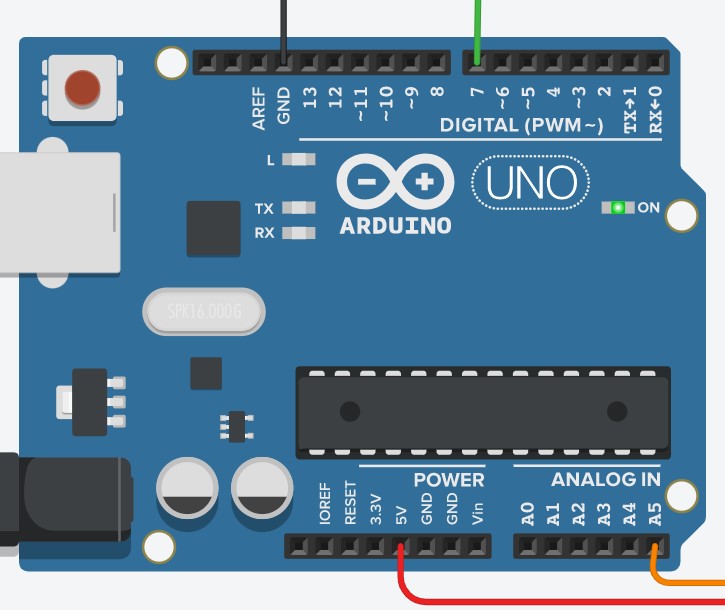 AREF
GND
13
12
~11
~10
~9
8
7
~6
~5
4
~3
2
TX→1
RX←0
DIGITAL (PWM~)
L
TX
RX
UNO
ARDUINO
ON
SPK16.000G
POWER
ANALOG IN
IOREF
RESET
3.3V
5V
GND
GND
Vin
A0
A1
A2
A3
A4
A5